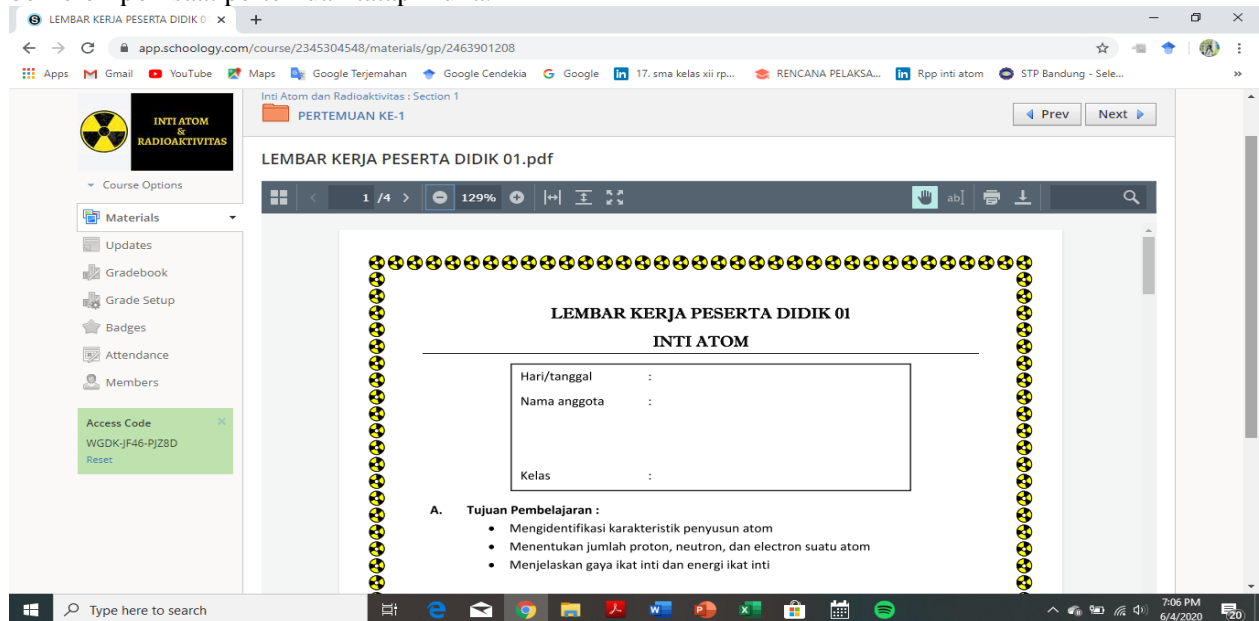 LEMBAR KERJA PESERTA DIDIK 0
app.schoology.com/course/2345304548/materials/gp/2463901208
Apps Gmail YouTube Maps Google Terjemahan Google Cendekia Google 17. sma kelas xii rp... RENCANA PELAKSA... Rpp inti atom STP Bandung - Sele... »
INTI ATOM
&
RADIOAKTIVITAS
Inti Atom dan Radioaktivitas : Section 1
PERTEMUAN KE-1
Prev Next
LEMBAR KERJA PESERTA DIDIK 01.pdf
Course Options
1 /4 129%
Materials
Updates
Gradebook
Grade Setup
Badges
Attendance
Members
Access Code
WGDK-JF46-PJZ8D
Reset
LEMBAR KERJA PESERTA DIDIK 01
INTI ATOM
Hari/tanggal :
Nama anggota :
Kelas :
A. Tujuan Pembelajaran :
• Mengidentifikasi karakteristik penyusun atom
• Menentukan jumlah proton, neutron, dan electron suatu atom
• Menjelaskan gaya ikat inti dan energi ikat inti
Type here to search
7:06 PM
6/4/2020
20